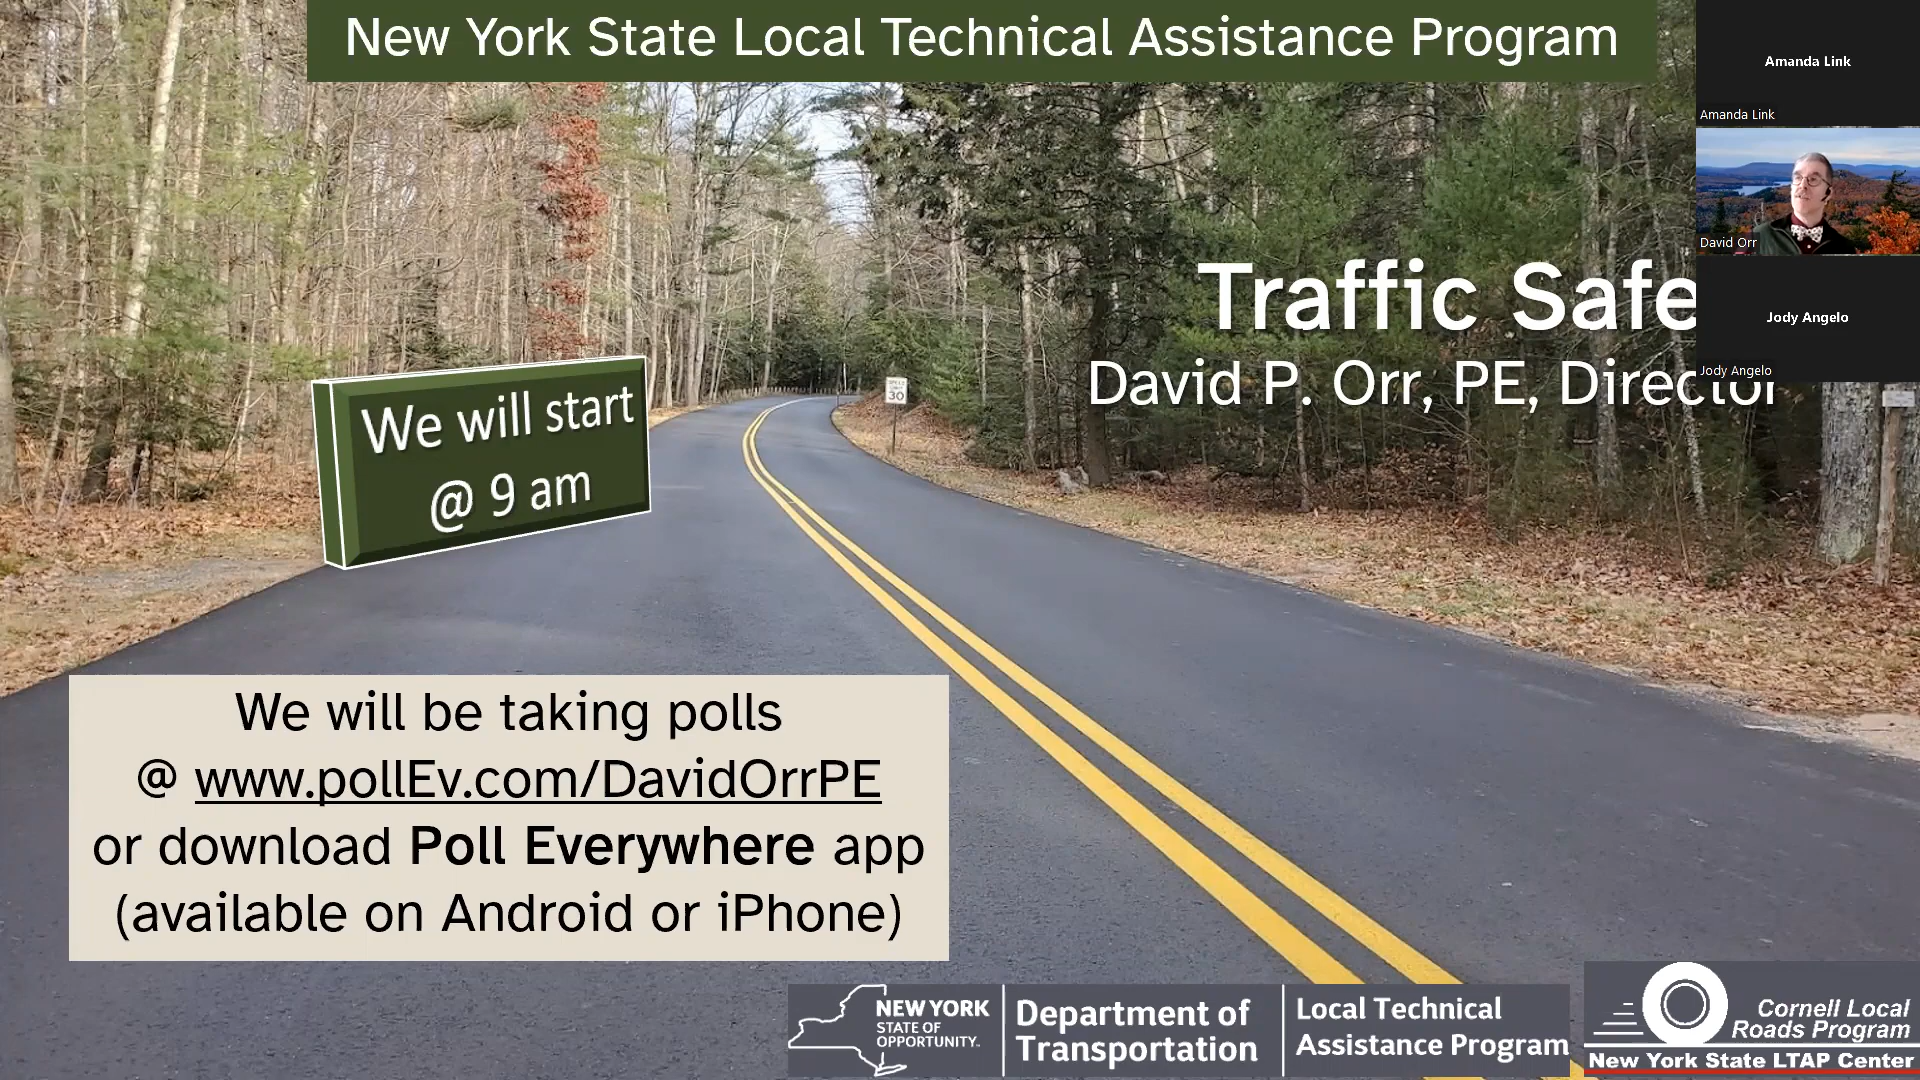 New York State Local Technical Assistance Program
Amanda Link
Amanda Link
David Orr
Jody Angelo
Jody Angelo
Traffic Safe
David P. Orr, PE, Director
SPEED
LIMIT
30
We will start
@ 9 am
We will be taking polls
@ www.pollEv.com/DavidOrrPE
or download Poll Everywhere app
(available on Android or iPhone)
NEW YORK
STATE OF
OPPORTUNITY.
Department of
Transportation
Local Technical
Assistance Program
Cornell Local
Roads Program
New York State LTAP Center